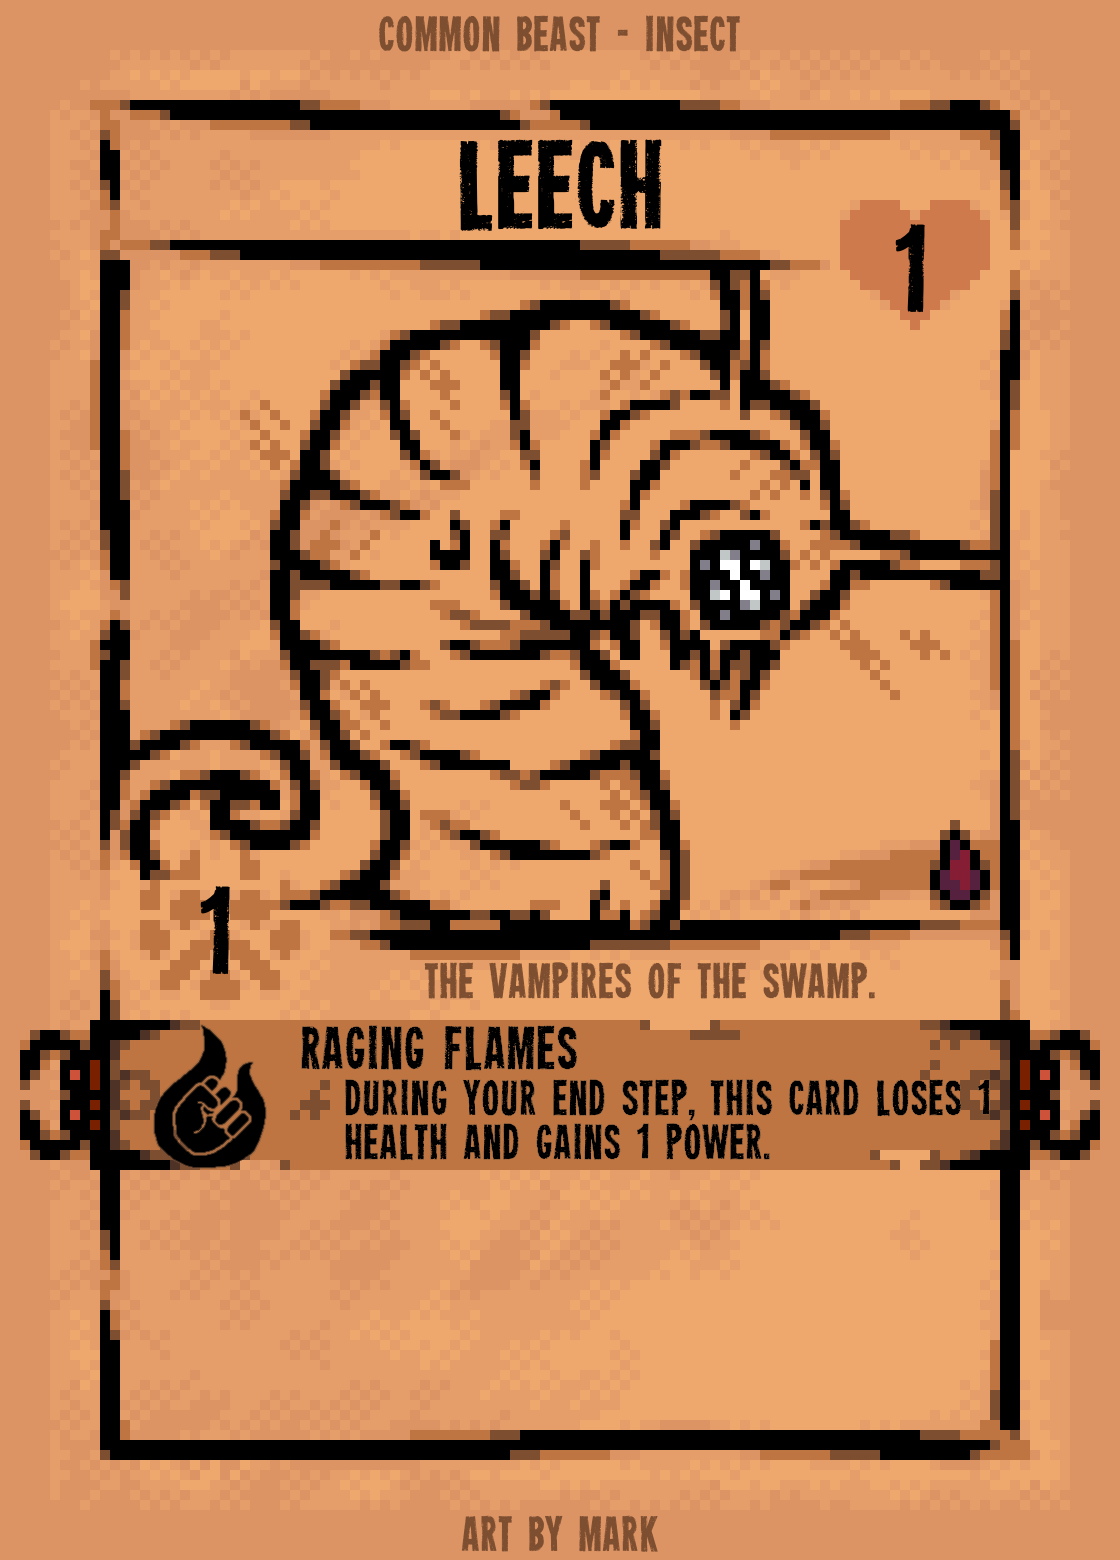 COMMON BEAST - INSECT
LEECH
1
1
THE VAMPIRES OF THE SWAMP.
RAGING FLAMES
DURING YOUR END STEP, THIS CARD LOSES 1
HEALTH AND GAINS 1 POWER.
ART BY MARK